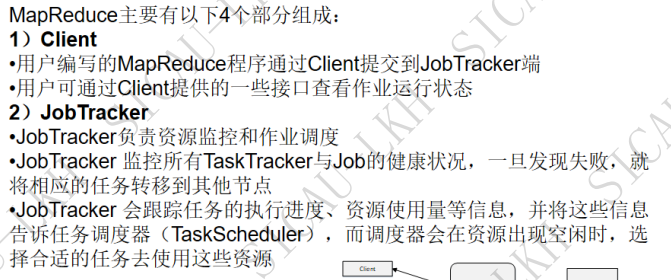 MapReduce主要有以下4个部分组成：
1）Client
•用户编写的MapReduce程序通过Client提交到JobTracker端
•用户可通过Client提供的一些接口查看作业运行状态
2）JobTracker
•JobTracker负责资源监控和作业调度
•JobTracker 监控所有TaskTracker与Job的健康状况，一旦发现失败，就
将相应的任务转移到其他节点
•JobTracker 会跟踪任务的执行进度、资源使用量等信息，并将这些信息
告诉任务调度器（TaskScheduler），而调度器会在资源出现空闲时，选
择合适的任务去使用这些资源
Client
SICAU-LKH